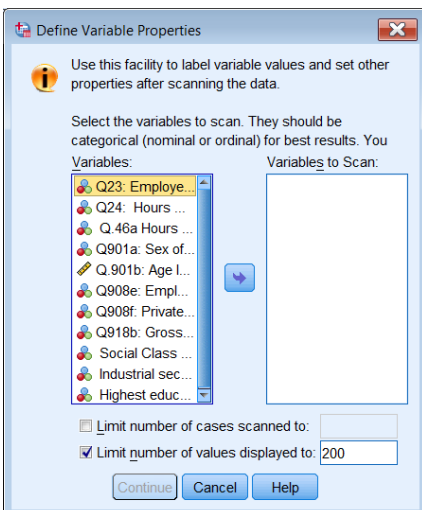 Define Variable Properties
Use this facility to label variable values and set other
properties after scanning the data.
Select the variables to scan. They should be
categorical (nominal or ordinal) for best results. You
Variables:
Variables to Scan:
Q23: Employe...
Q24: Hours ...
Q.46a Hours ...
Q901a: Sex of...
Q.901b: Age I...
Q908e: Empl...
Q908f: Private...
Q918b: Gross...
Social Class ...
Industrial sec...
Highest educ...
Limit number of cases scanned to:
Limit number of values displayed to: 200
Continue Cancel Help